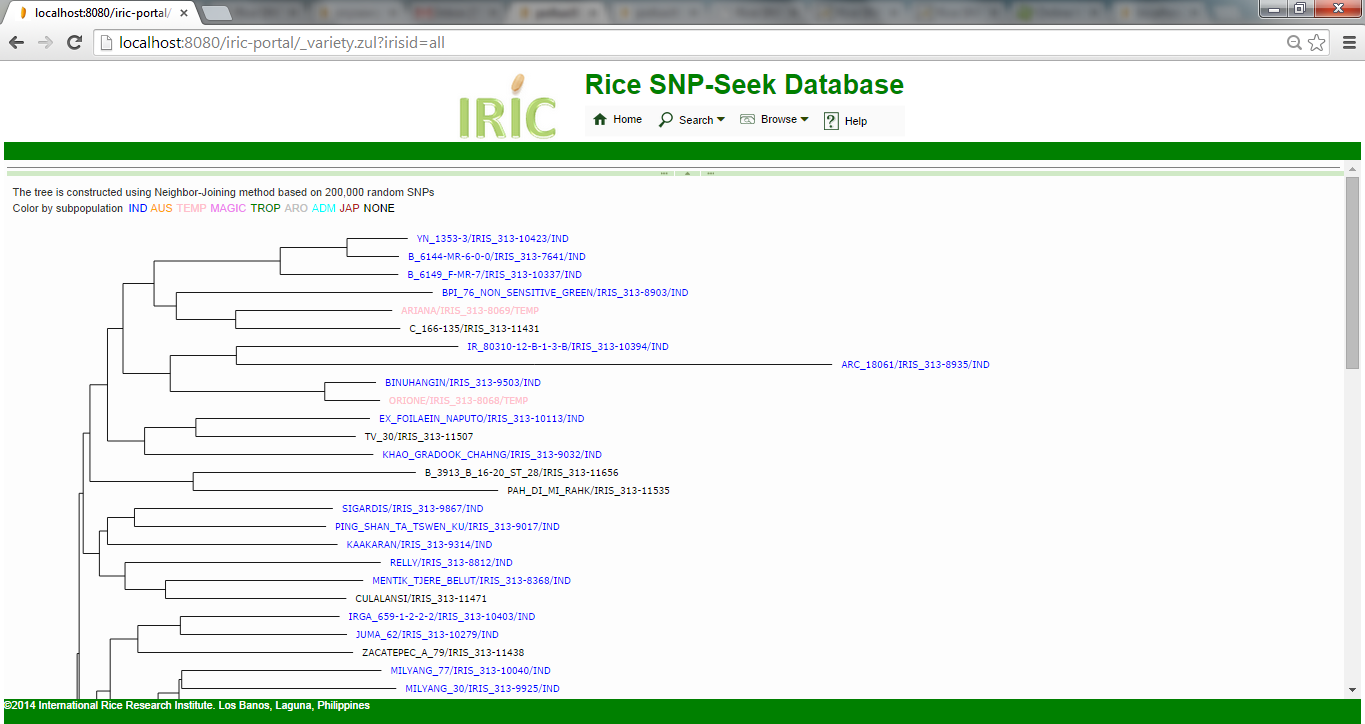 localhost:8080/iric-portal/
localhost:8080/iric-portal/_variety.zul?irisid=all
IRIC
Rice SNP-Seek Database
Home Search Browse Help
The tree is constructed using Neighbor-Joining method based on 200,000 random SNPs
Color by subpopulation IND AUS TEMP MAGIC TROP ARO ADM JAP NONE
YN_1353-3/IRIS_313-10423/IND
B_6144-MR-6-0-0/IRIS_313-7641/IND
B_6149_F-MR-7/IRIS_313-10337/IND
BPI_76_NON_SENSITIVE_GREEN/IRIS_313-8903/IND
ARIANA/IRIS_313-8069/TEMP
C_166-135/IRIS_313-11431
IR_80310-12-B-1-3-B/IRIS_313-10394/IND
ARC_18061/IRIS_313-8935/IND
BINUHANGIN/IRIS_313-9503/IND
ORIONE/IRIS_313-8068/TEMP
EX_FOILAEIN_NAPUTO/IRIS_313-10113/IND
TV_30/IRIS_313-11507
KHAO_GRADOOK_CHAHNG/IRIS_313-9032/IND
B_3913_B_16-20_ST_28/IRIS_313-11656
PAH_DI_MI_RAHK/IRIS_313-11535
SIGARDIS/IRIS_313-9867/IND
PING_SHAN_TA_TSWEN_KU/IRIS_313-9017/IND
KAAKARAN/IRIS_313-9314/IND
RELLY/IRIS_313-8812/IND
MENTIK_TJERE_BELUT/IRIS_313-8368/IND
CULALANSI/IRIS_313-11471
IRGA_659-1-2-2-2/IRIS_313-10403/IND
JUMA_62/IRIS_313-10279/IND
ZACATEPEC_A_79/IRIS_313-11438
MILYANG_77/IRIS_313-10040/IND
MILYANG_30/IRIS_313-9925/IND
©2014 International Rice Research Institute. Los Banos, Laguna, Philippines